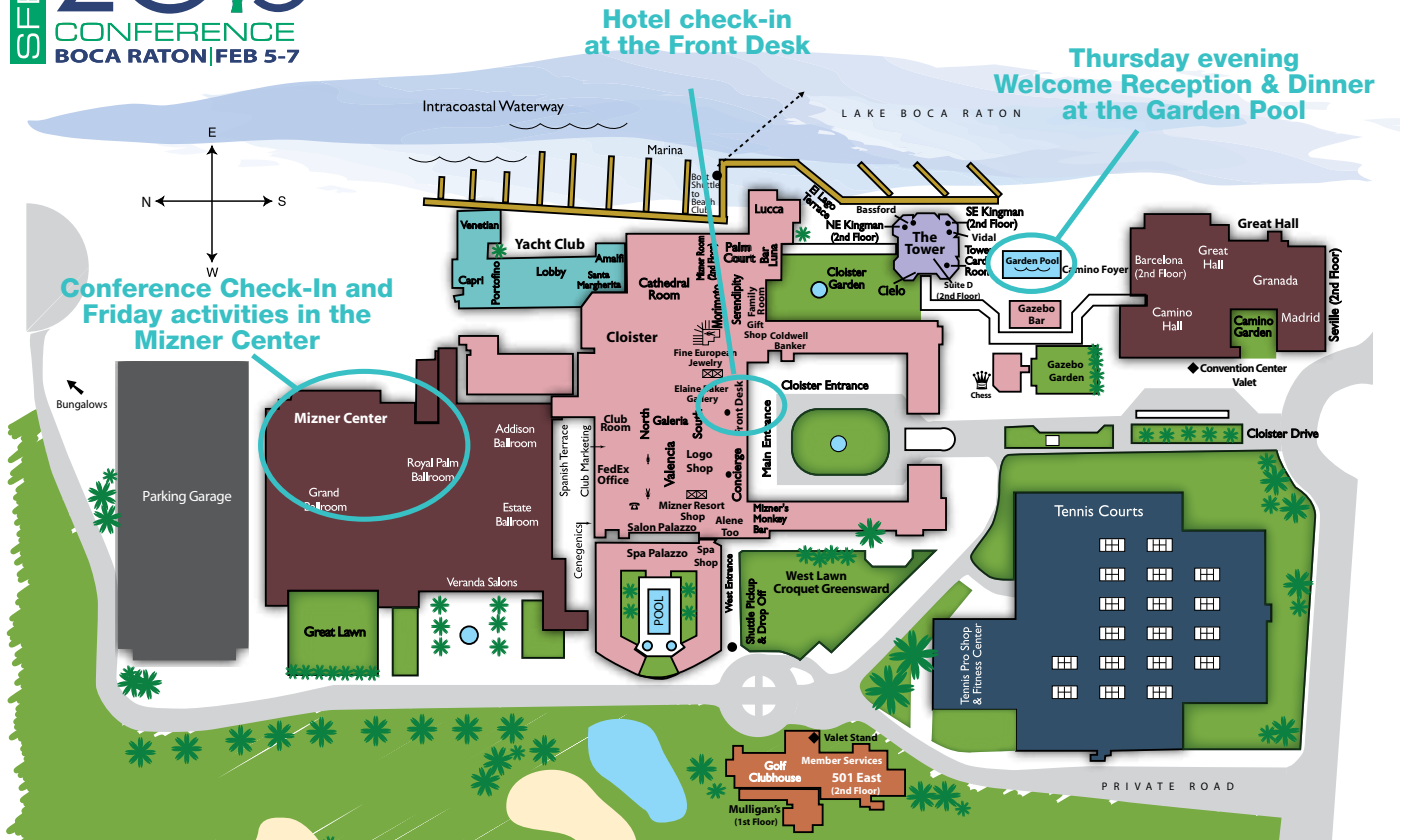 SF
CONFERENCE
BOCA RATON|FEB 5-7
Hotel check-in
at the Front Desk
Thursday evening
Welcome Reception & Dinner
at the Garden Pool
Intracoastal Waterway
LAKE BOCA RATON
E
N
S
W
Marina
Boat
Shuttle
to
Beach
Club
El Lago
Terrace
Lucca
Bassford
NE Kingman
(2nd Floor)
The
Tower
SE Kingman
(2nd Floor)
Vidal
Tower
Card
Room
Suite D
(2nd Floor)
Cielo
Garden Pool
Camino Foyer
Great Hall
Barcelona
(2nd Floor)
Great
Hall
Granada
Camino
Hall
Camino
Garden
Madrid
Seville (2nd Floor)
Venetian
Yacht Club
Capri
Portofino
Lobby
Amalfi
Santa
Margherita
Cathedral
Room
Mizner Room
(2nd Floor)
Palm
Court
Bar
Luna
Morimoto
Serendipity
Family
Room
Cloister
Garden
Gazebo
Bar
Conference Check-In and
Friday activities in the
Mizner Center
Cloister
Gift
Shop
Coldwell
Banker
Fine European
Jewelry
Elaine Baker
Gallery
Front Desk
Cloister Entrance
Main Entrance
Chess
Gazebo
Garden
Convention Center
Valet
Cloister Drive
Bungalows
Parking Garage
Mizner Center
Addison
Ballroom
Royal Palm
Ballroom
Grand
Ballroom
Estate
Ballroom
Veranda Salons
Great Lawn
Spanish Terrace
Club Marketing
Cenegenics
Club
Room
North
Galeria
South
FedEx
Office
Valencia
Logo
Shop
Concierge
Mizner Resort
Shop
Salon Palazzo
Alene
Too
Mizner's
Monkey
Bar
Spa Palazzo
Spa
Shop
POOL
West Entrance
Shuttle Pickup
& Drop Off
West Lawn
Croquet Greensward
Tennis Courts
Tennis Pro Shop
& Fitness Center
Valet Stand
Golf
Clubhouse
Member Services
501 East
(2nd Floor)
Mulligan's
(1st Floor)
PRIVATE ROAD